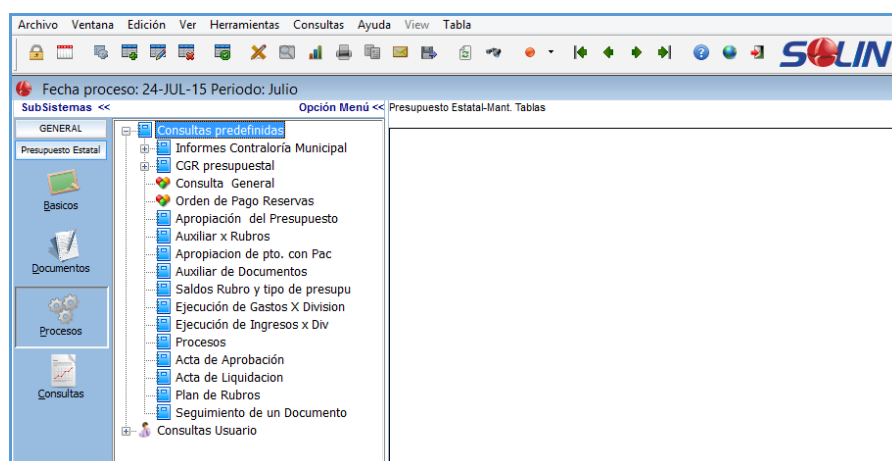 Archivo Ventana Edición Ver Herramientas Consultas Ayuda View Tabla
SOLIN
Fecha proceso: 24-JUL-15 Periodo: Julio
SubSistemas << Opción Menú << Presupuesto Estatal-Mant. Tablas
GENERAL
Presupuesto Estatal
Basicos
Documentos
Procesos
Consultas
Consultas predefinidas
Informes Contraloría Municipal
CGR presupuestal
Consulta General
Orden de Pago Reservas
Apropiación del Presupuesto
Auxiliar x Rubros
Apropiacion de pto. con Pac
Auxiliar de Documentos
Saldos Rubro y tipo de presupu
Ejecución de Gastos X Division
Ejecución de Ingresos x Div
Procesos
Acta de Aprobación
Acta de Liquidacion
Plan de Rubros
Seguimiento de un Documento
Consultas Usuario